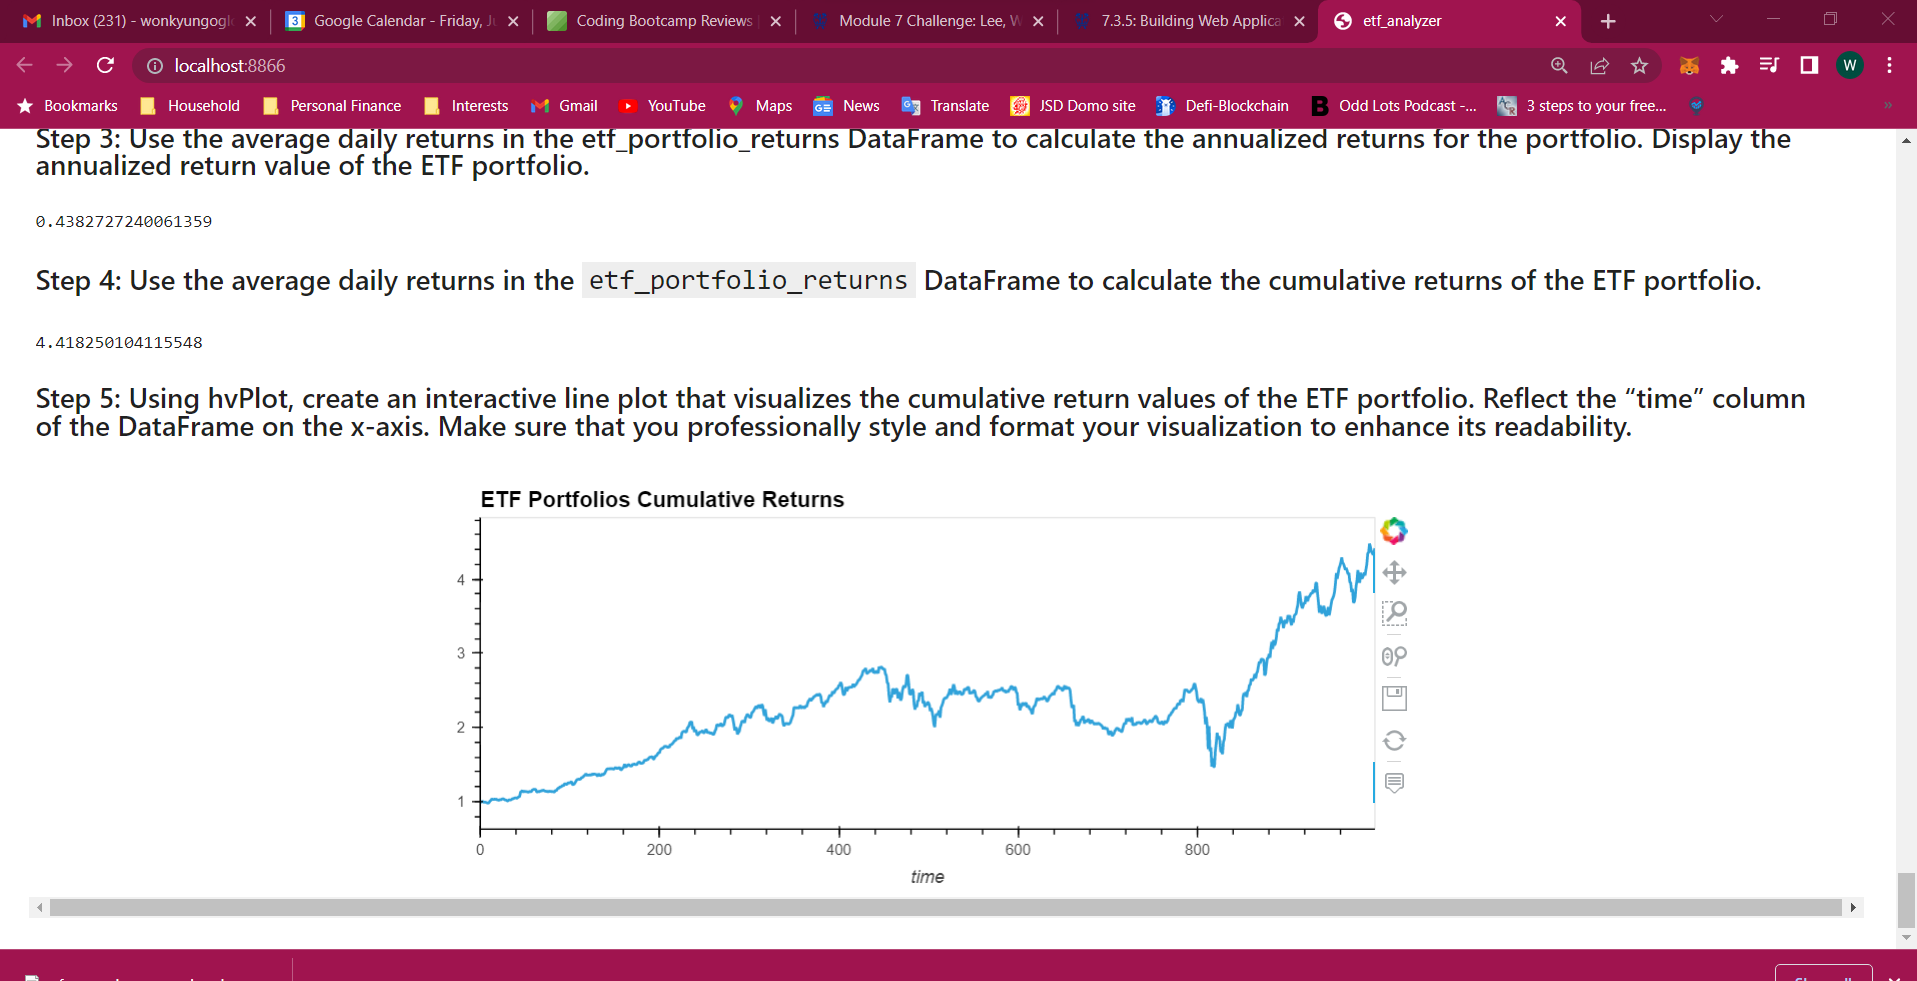 Inbox (231) - wonkyungogl
Google Calendar - Friday, Ju
Coding Bootcamp Reviews
Module 7 Challenge: Lee, W
7.3.5: Building Web Applica
etf_analyzer
localhost:8866
W
Bookmarks
Household
Personal Finance
Interests
Gmail
YouTube
Maps
News
Translate
JSD Domo site
Defi-Blockchain
Odd Lots Podcast -...
3 steps to your free...
Step 3: Use the average daily returns in the etf_portfolio_returns DataFrame to calculate the annualized returns for the portfolio. Display the
annualized return value of the ETF portfolio.
0.4382727240061359
Step 4: Use the average daily returns in the etf_portfolio_returns DataFrame to calculate the cumulative returns of the ETF portfolio.
4.418250104115548
Step 5: Using hvPlot, create an interactive line plot that visualizes the cumulative return values of the ETF portfolio. Reflect the “time” column
of the DataFrame on the x-axis. Make sure that you professionally style and format your visualization to enhance its readability.
ETF Portfolios Cumulative Returns
4
3
2
1
0 200 400 600 800
time